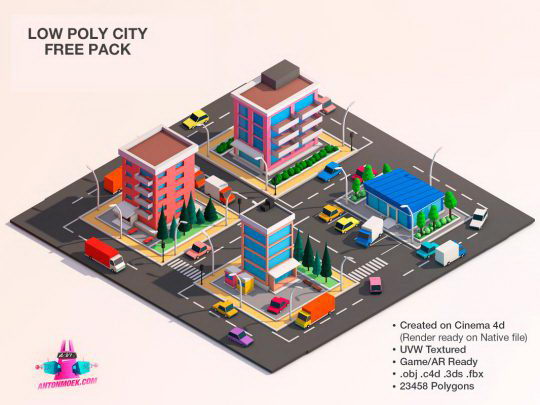 LOW POLY CITY
FREE PACK
• Created on Cinema 4d
(Render ready on Native file)
• UVW Textured
• Game/AR Ready
• .obj .c4d .3ds .fbx
• 23458 Polygons
ANTONMOEK.COM